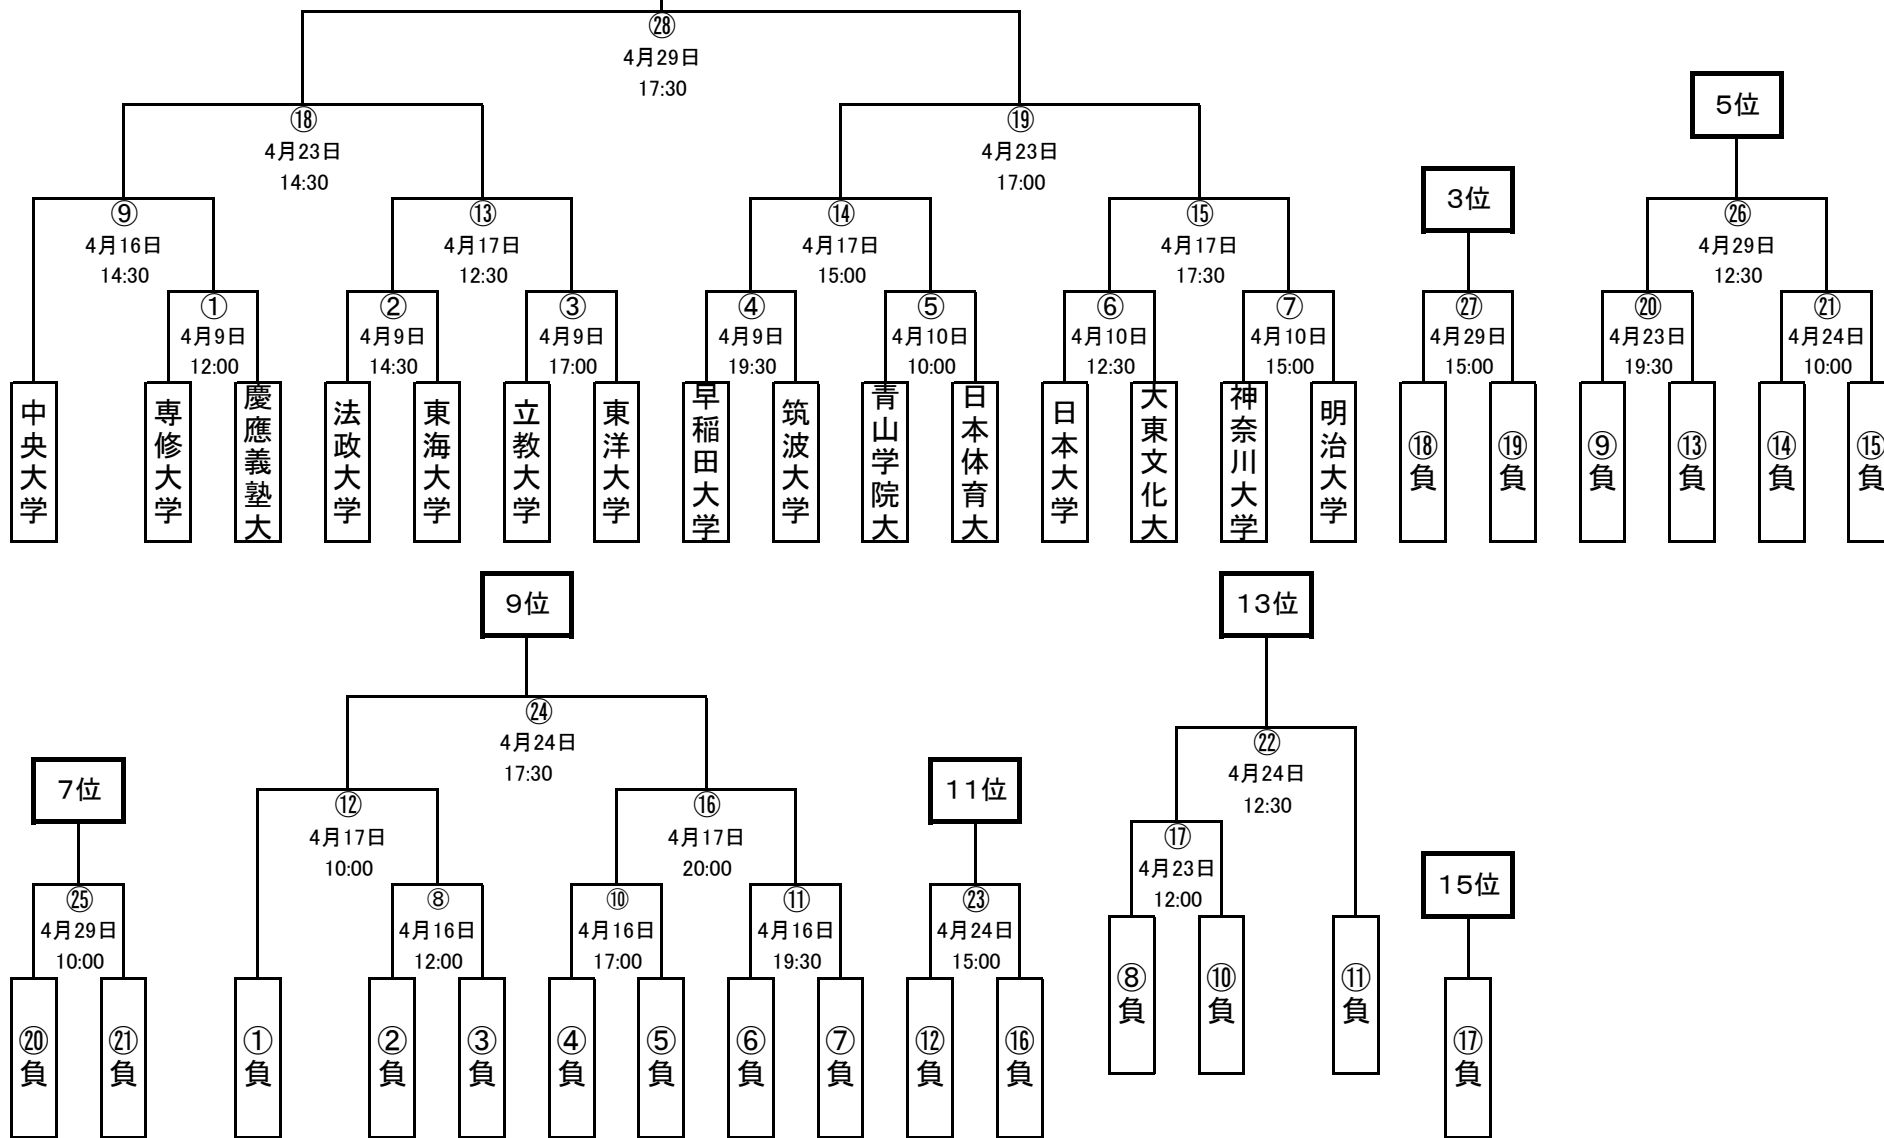 ㉘
4月29日
17:30
⑱
4月23日
14:30
⑲
4月23日
17:00
5位
3位
⑨
4月16日
14:30
⑬
4月17日
12:30
⑭
4月17日
15:00
⑮
4月17日
17:30
㉖
4月29日
12:30
①
4月9日
12:00
②
4月9日
14:30
③
4月9日
17:00
④
4月9日
19:30
⑤
4月10日
10:00
⑥
4月10日
12:30
⑦
4月10日
15:00
㉗
4月29日
15:00
⑳
4月23日
19:30
㉑
4月24日
10:00
中央大学
専修大学
慶應義塾大
法政大学
東海大学
立教大学
東洋大学
早稲田大学
筑波大学
青山学院大
日本体育大
日本大学
大東文化大
神奈川大学
明治大学
⑱負
⑲負
⑨負
⑬負
⑭負
⑮負
9位
13位
㉔
4月24日
17:30
㉒
4月24日
12:30
7位
11位
⑫
4月17日
10:00
⑯
4月17日
20:00
⑰
4月23日
12:00
15位
㉕
4月29日
10:00
⑧
4月16日
12:00
⑩
4月16日
17:00
⑪
4月16日
19:30
㉓
4月24日
15:00
⑳負
㉑負
①負
②負
③負
④負
⑤負
⑥負
⑦負
⑫負
⑯負
⑧負
⑩負
⑪負
⑰負